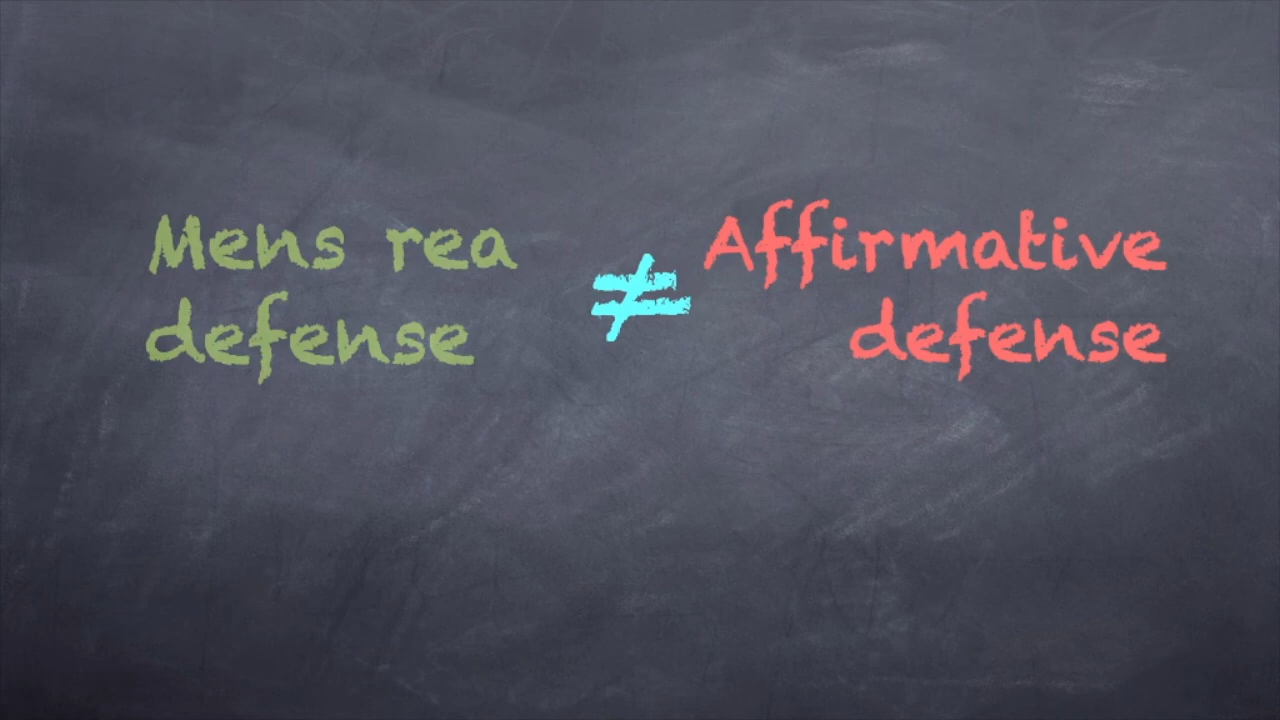 Mens rea
defense
≠
Affirmative
defense